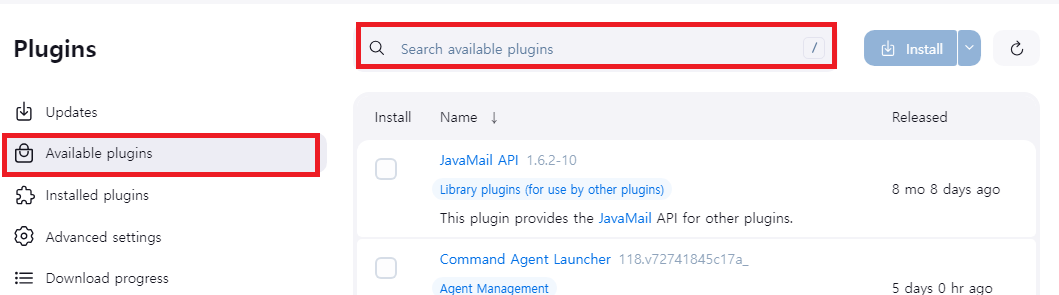 Plugins
Search available plugins /
Install
Updates
Available plugins
Installed plugins
Advanced settings
Download progress
Install Name ↓ Released
JavaMail API 1.6.2-10
Library plugins (for use by other plugins)
8 mo 8 days ago
This plugin provides the JavaMail API for other plugins.
Command Agent Launcher 118.v72741845c17a_
Agent Management
5 days 0 hr ago